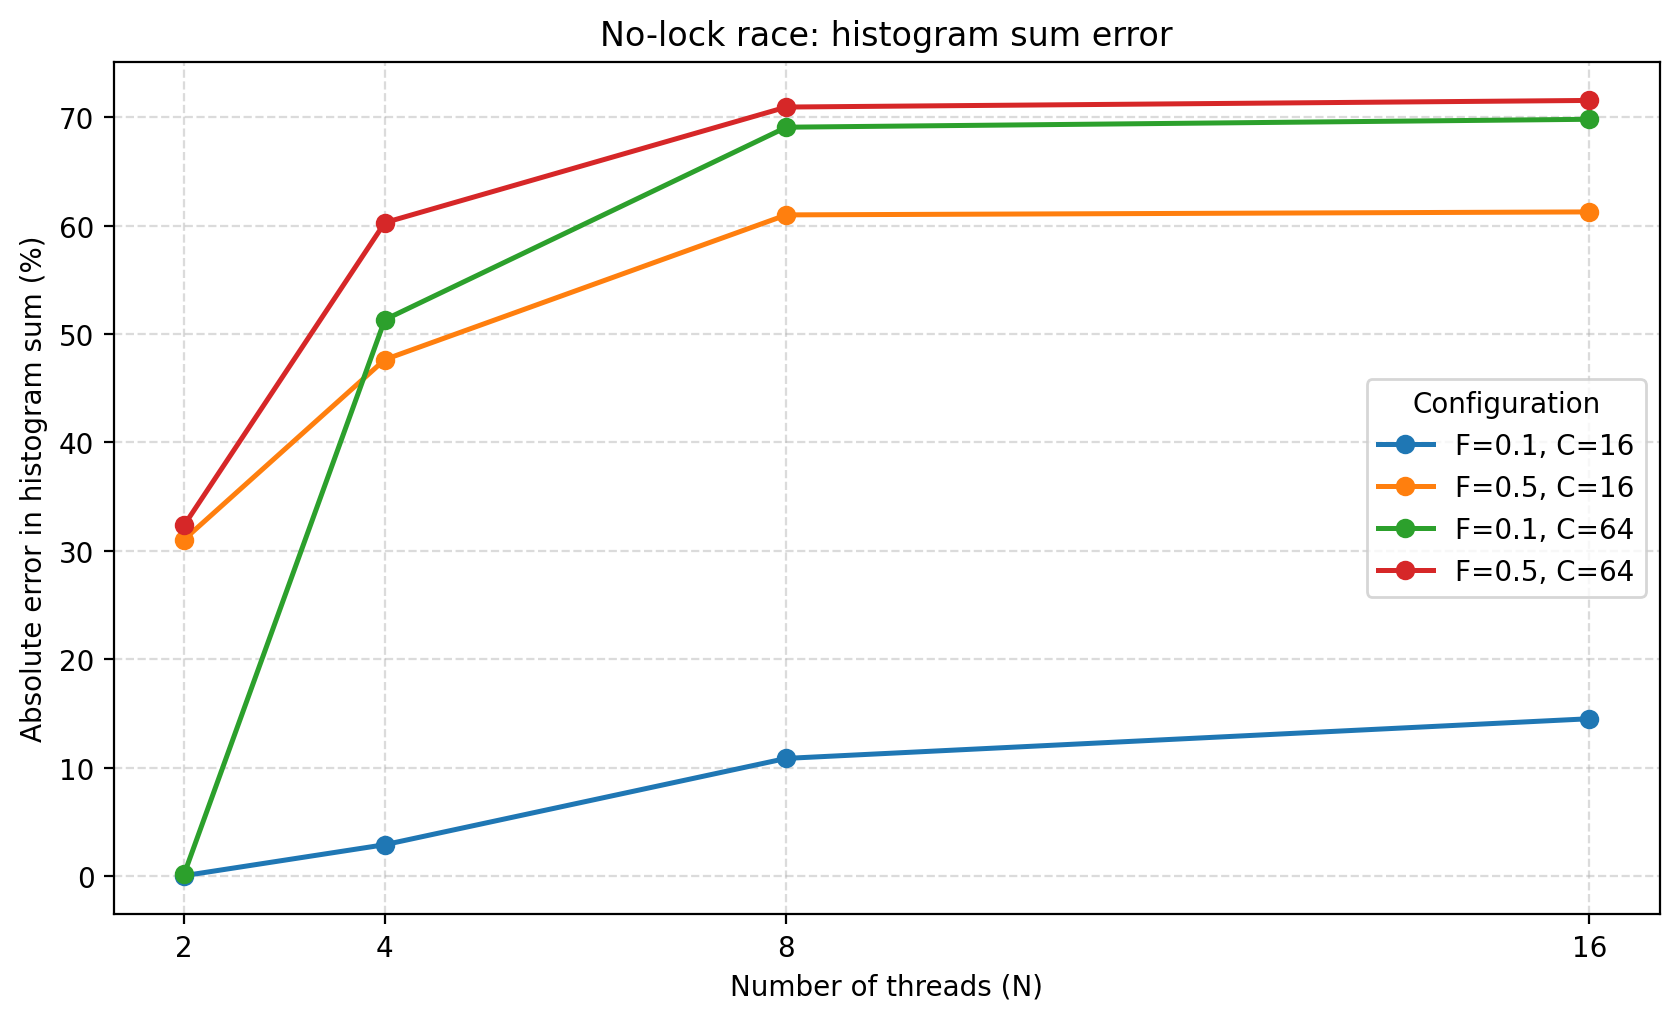 No-lock race: histogram sum error
Absolute error in histogram sum (%)
70
60
50
40
30
20
10
0
2
4
8
16
Number of threads (N)
Configuration
F=0.1, C=16
F=0.5, C=16
F=0.1, C=64
F=0.5, C=64